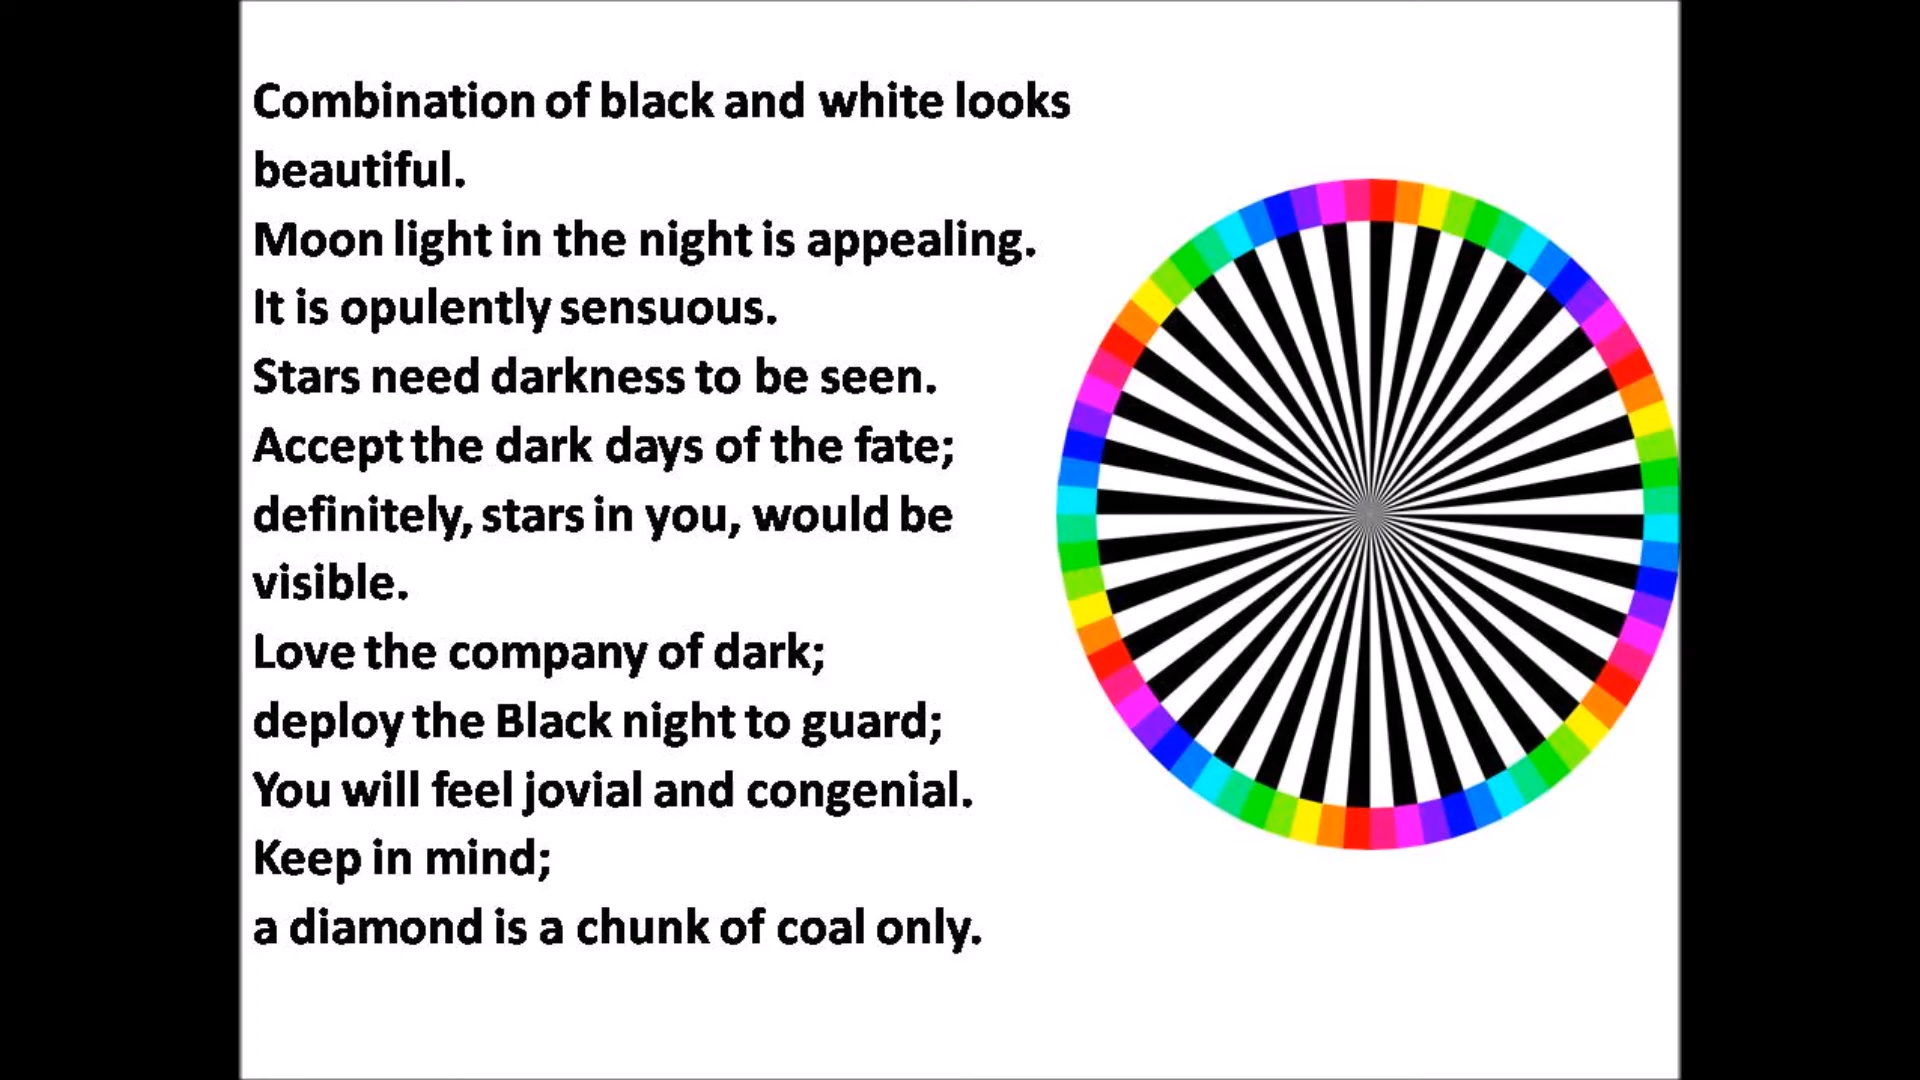 Combination of black and white looks
beautiful.
Moon light in the night is appealing.
It is opulently sensuous.
Stars need darkness to be seen.
Accept the dark days of the fate;
definitely, stars in you, would be
visible.
Love the company of dark;
deploy the Black night to guard;
You will feel jovial and congenial.
Keep in mind;
a diamond is a chunk of coal only.